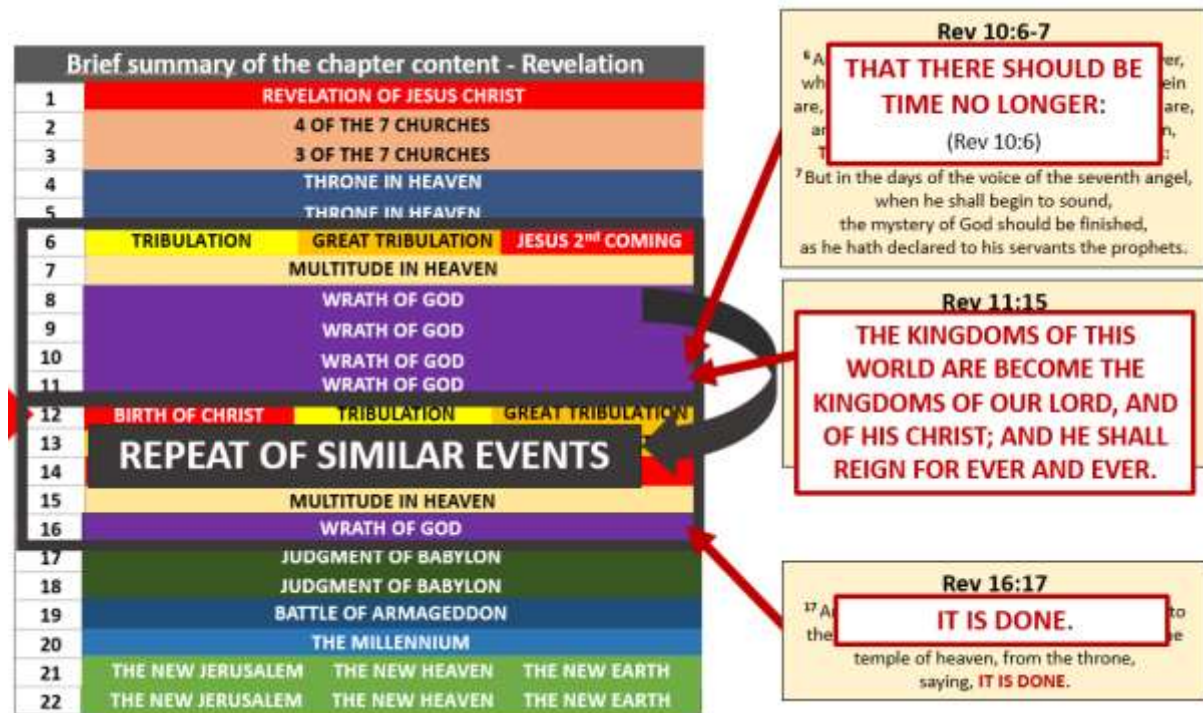 Brief summary of the chapter content - Revelation
1 REVELATION OF JESUS CHRIST
2 4 OF THE 7 CHURCHES
3 3 OF THE 7 CHURCHES
4 THRONE IN HEAVEN
5 THRONE IN HEAVEN
6 TRIBULATION GREAT TRIBULATION JESUS 2nd COMING
7 MULTITUDE IN HEAVEN
8 WRATH OF GOD
9 WRATH OF GOD
10 WRATH OF GOD
11 WRATH OF GOD
12 BIRTH OF CHRIST TRIBULATION GREAT TRIBULATION
13
REPEAT OF SIMILAR EVENTS
14
15 MULTITUDE IN HEAVEN
16 WRATH OF GOD
17 JUDGMENT OF BABYLON
18 JUDGMENT OF BABYLON
19 BATTLE OF ARMAGEDDON
20 THE MILLENNIUM
21 THE NEW JERUSALEM THE NEW HEAVEN THE NEW EARTH
22 THE NEW JERUSALEM THE NEW HEAVEN THE NEW EARTH
Rev 10:6-7
THAT THERE SHOULD BE
TIME NO LONGER:
(Rev 10:6)
7 But in the days of the voice of the seventh angel,
when he shall begin to sound,
the mystery of God should be finished,
as he hath declared to his servants the prophets.
Rev 11:15
THE KINGDOMS OF THIS
WORLD ARE BECOME THE
KINGDOMS OF OUR LORD, AND
OF HIS CHRIST; AND HE SHALL
REIGN FOR EVER AND EVER.
Rev 16:17
17 to
IT IS DONE.
the
temple of heaven, from the throne,
saying, IT IS DONE.